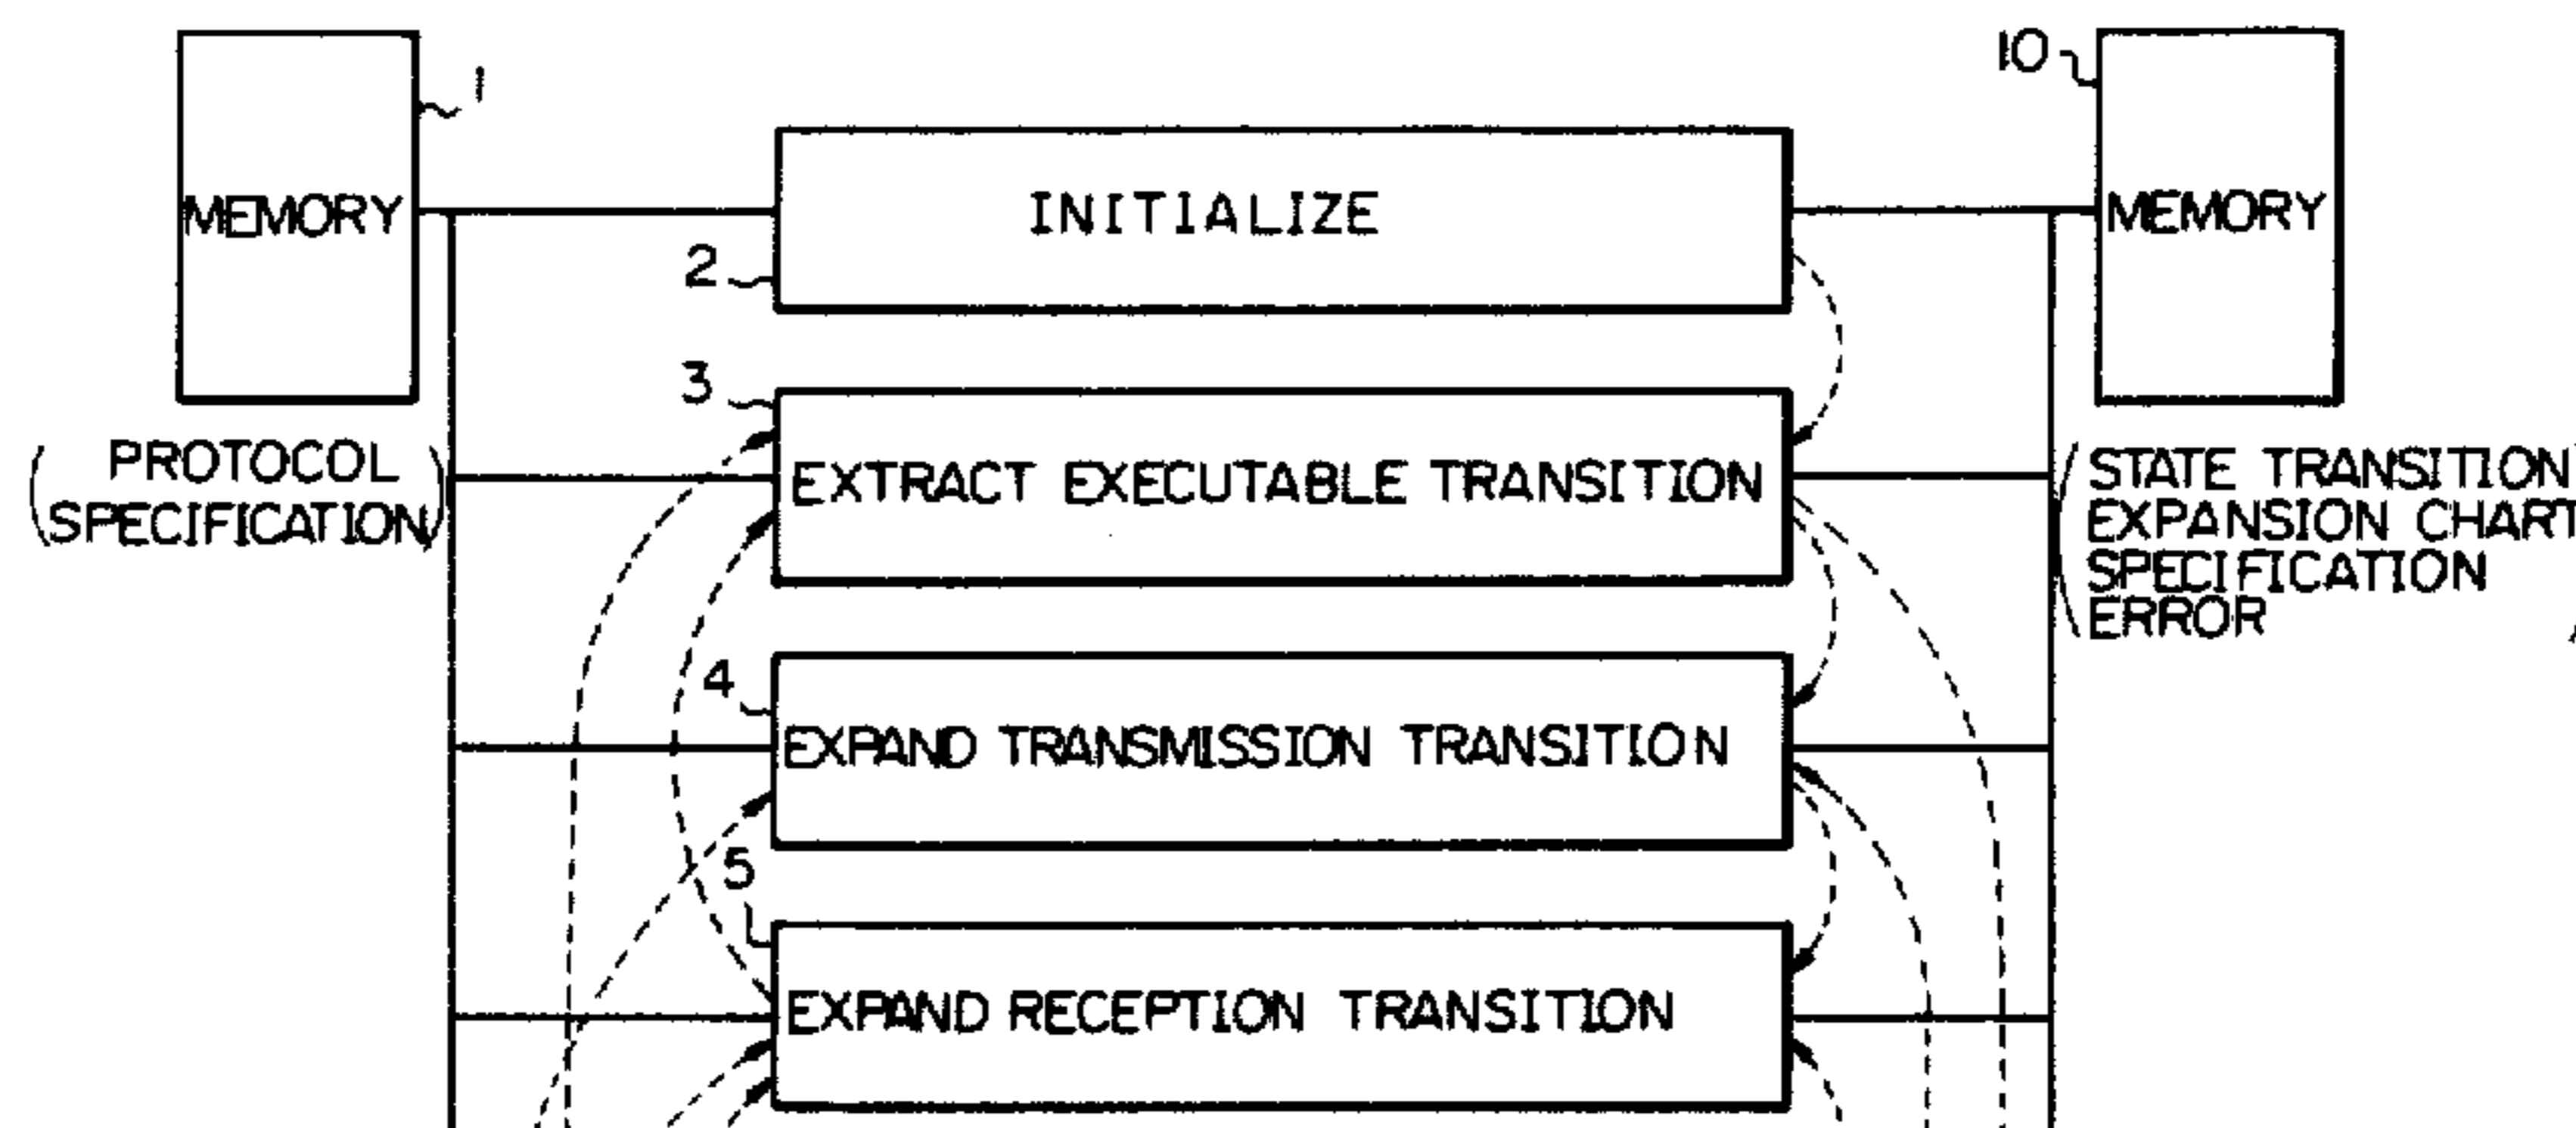 1
10
MEMORY
INITIALIZE
MEMORY
2
3
(PROTOCOL
SPECIFICATION)
EXTRACT EXECUTABLE TRANSITION
(STATE TRANSITION
EXPANSION CHART
SPECIFICATION
ERROR)
4
EXPAND TRANSMISSION TRANSITION
5
EXPAND RECEPTION TRANSITION